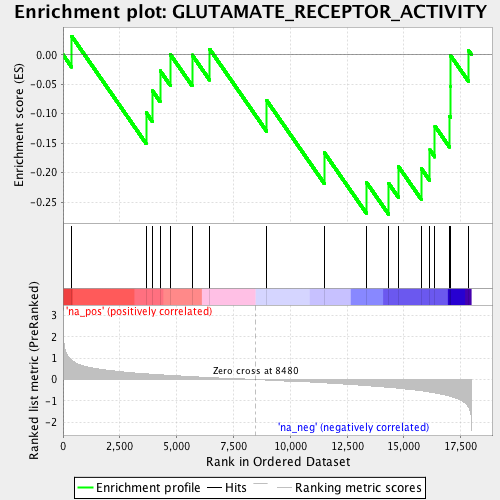 Enrichment plot: GLUTAMATE_RECEPTOR_ACTIVITY
Enrichment score (ES)
0.00
-0.05
-0.10
-0.15
-0.20
-0.25
'na_pos' (positively correlated)
Ranked list metric (PreRanked)
3
2
1
0
-1
-2
Zero cross at 8480
'na_neg' (negatively correlated)
0 2,500 5,000 7,500 10,000 12,500 15,000 17,500
Rank in Ordered Dataset
Enrichment profile Hits Ranking metric scores